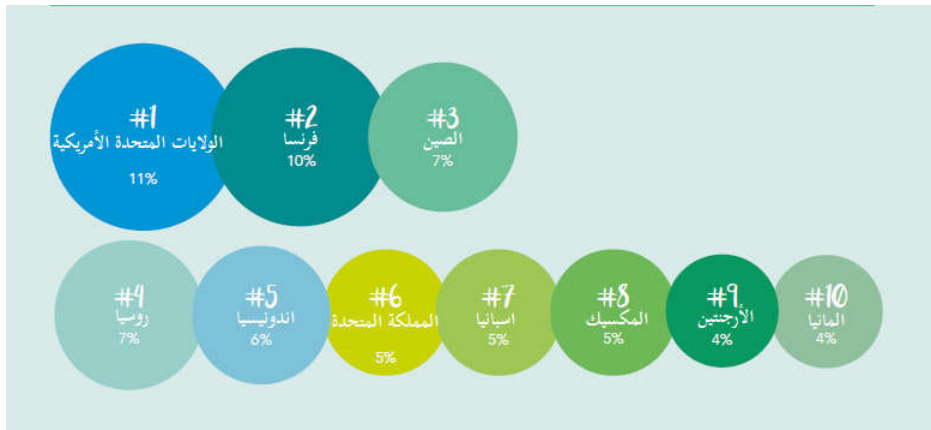 #1
الولايات المتحدة الأمريكية
11%
#2
فرنسا
10%
#3
الصين
7%
#4
روسيا
7%
#5
اندونيسيا
6%
#6
المملكة المتحدة
5%
#7
اسبانيا
5%
#8
المكسيك
5%
#9
الأرجنتين
4%
#10
المانيا
4%